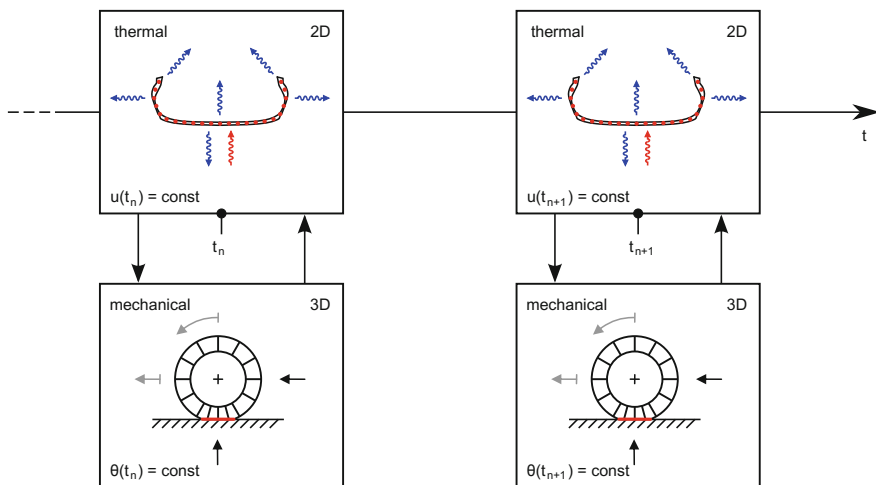 thermal 2D
u(tₙ) = const
tₙ
mechanical 3D
θ(tₙ) = const
thermal 2D
u(tₙ₊₁) = const
tₙ₊₁
mechanical 3D
θ(tₙ₊₁) = const
t